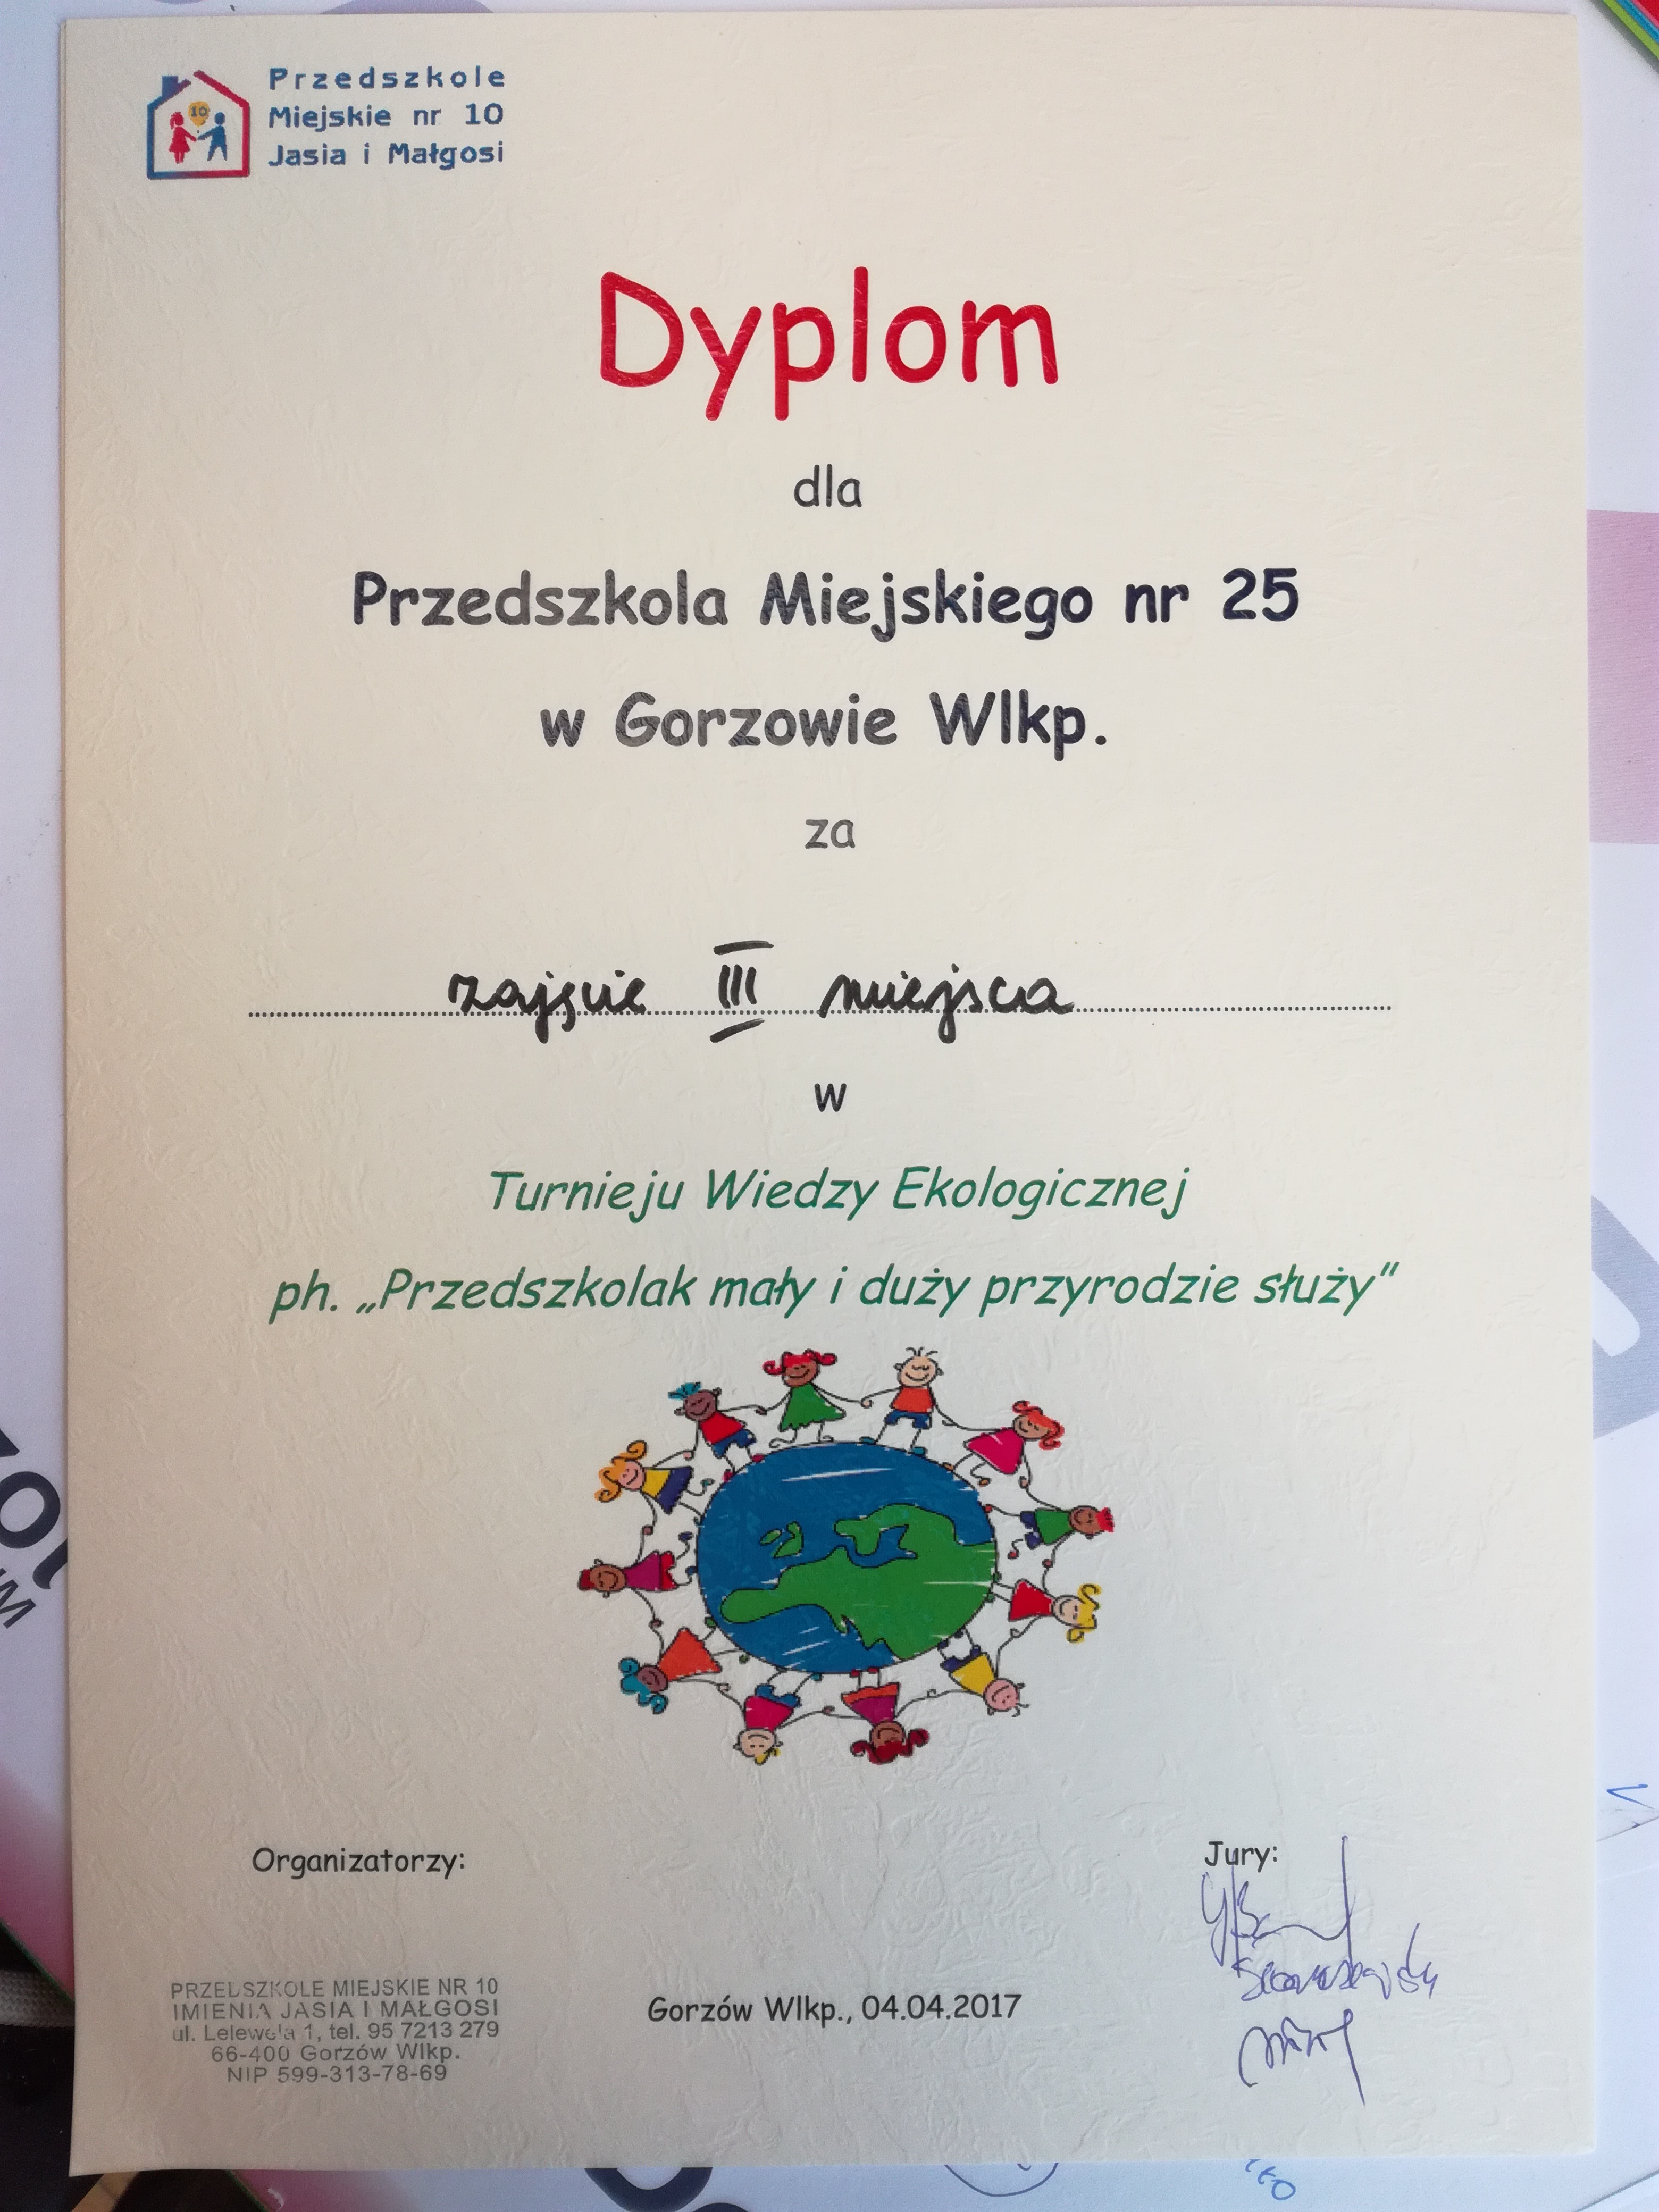 Przedszkole
Miejskie nr 10
Jasia i Małgosi
10
Dyplom
dla
Przedszkola Miejskiego nr 25
w Gorzowie Wlkp.
za
zajęcie III miejsca
w
Turnieju Wiedzy Ekologicznej
ph. „Przedszkolak mały i duży przyrodzie służy”
Organizatorzy:
Jury:
PRZEDSZKOLE MIEJSKIE NR 10
IMIENIA JASIA I MAŁGOSI
ul. Lelewela 1, tel. 95 7213 279
66-400 Gorzów Wlkp.
NIP 599-313-78-69
Gorzów Wlkp., 04.04.2017